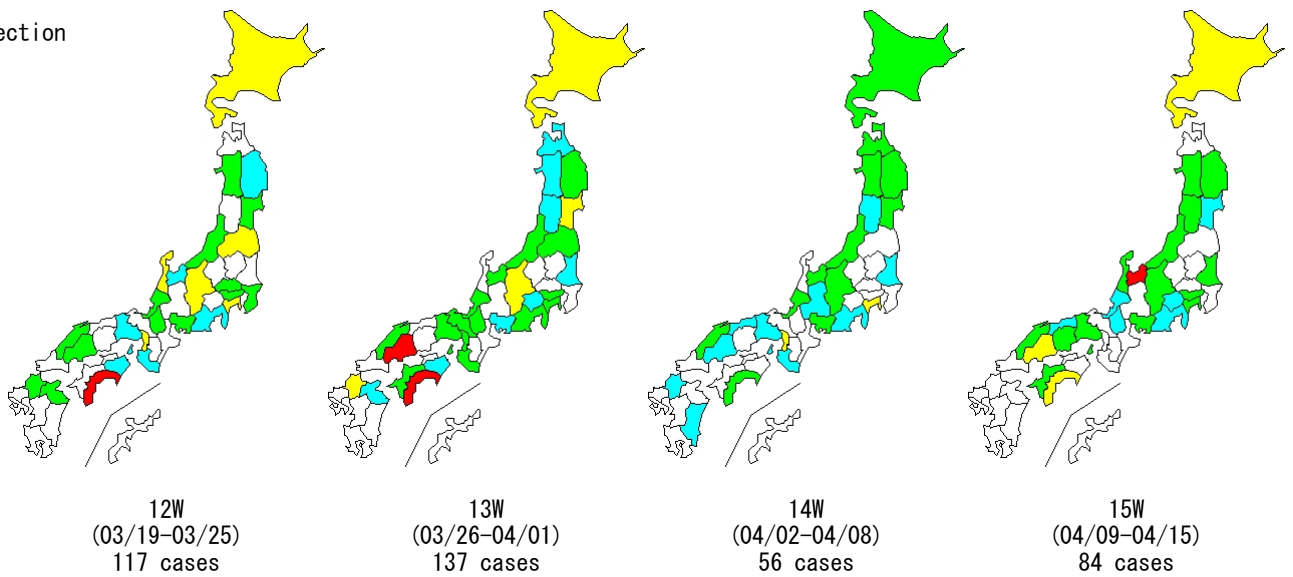 ection
12W
(03/19-03/25)
117 cases
13W
(03/26-04/01)
137 cases
14W
(04/02-04/08)
56 cases
15W
(04/09-04/15)
84 cases